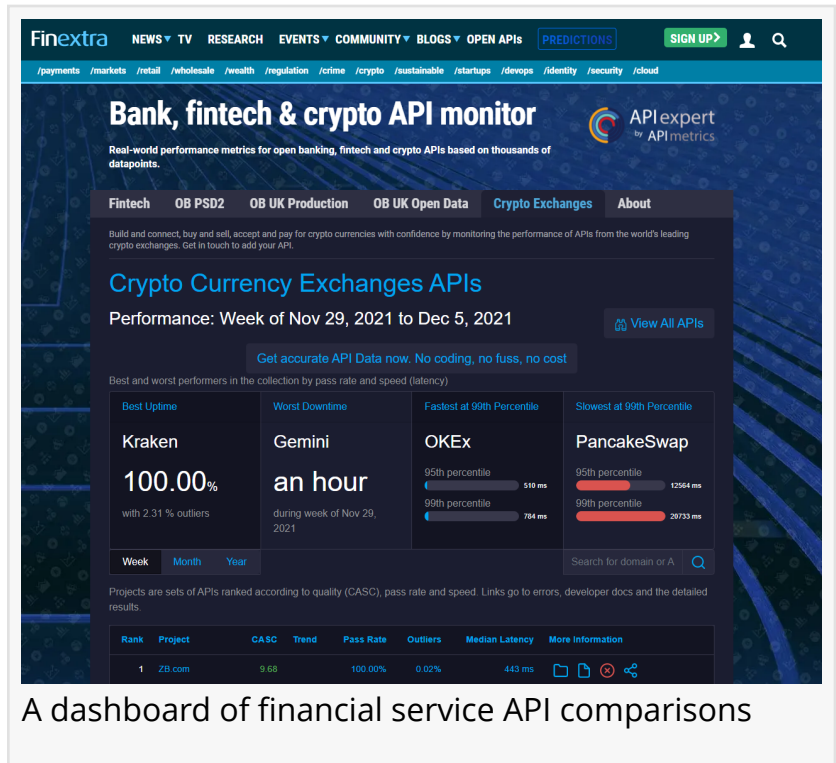 Finextra NEWS TV RESEARCH EVENTS COMMUNITY BLOGS OPEN APIs PREDICTIONS SIGN UP
/payments /markets /retail /wholesale /wealth /regulation /crime /crypto /sustainable /startups /devops /identity /security /cloud
Bank, fintech & crypto API monitor
APIexpert
by APImetrics
Real-world performance metrics for open banking, fintech and crypto APIs based on thousands of
datapoints.
Fintech OB PSD2 OB UK Production OB UK Open Data Crypto Exchanges About
Build and connect, buy and sell, accept and pay for crypto currencies with confidence by monitoring the performance of APIs from the world's leading
crypto exchanges. Get in touch to add your API.
Crypto Currency Exchanges APIs
Performance: Week of Nov 29, 2021 to Dec 5, 2021
View All APIs
Get accurate API Data now. No coding, no fuss, no cost
Best and worst performers in the collection by pass rate and speed (latency)
Best Uptime Worst Downtime Fastest at 99th Percentile Slowest at 99th Percentile
Kraken Gemini OKEx PancakeSwap
100.00% an hour
95th percentile 95th percentile
510 ms 12564 ms
with 2.31 % outliers during week of Nov 29,
2021
99th percentile 99th percentile
784 ms 20733 ms
Week Month Year Search for domain or A
Projects are sets of APIs ranked according to quality (CASC), pass rate and speed. Links go to errors, developer docs and the detailed
results.
Rank Project CASC Trend Pass Rate Outliers Median Latency More Information
1 ZB.com 9.68 100.00% 0.02% 443 ms
A dashboard of financial service API comparisons